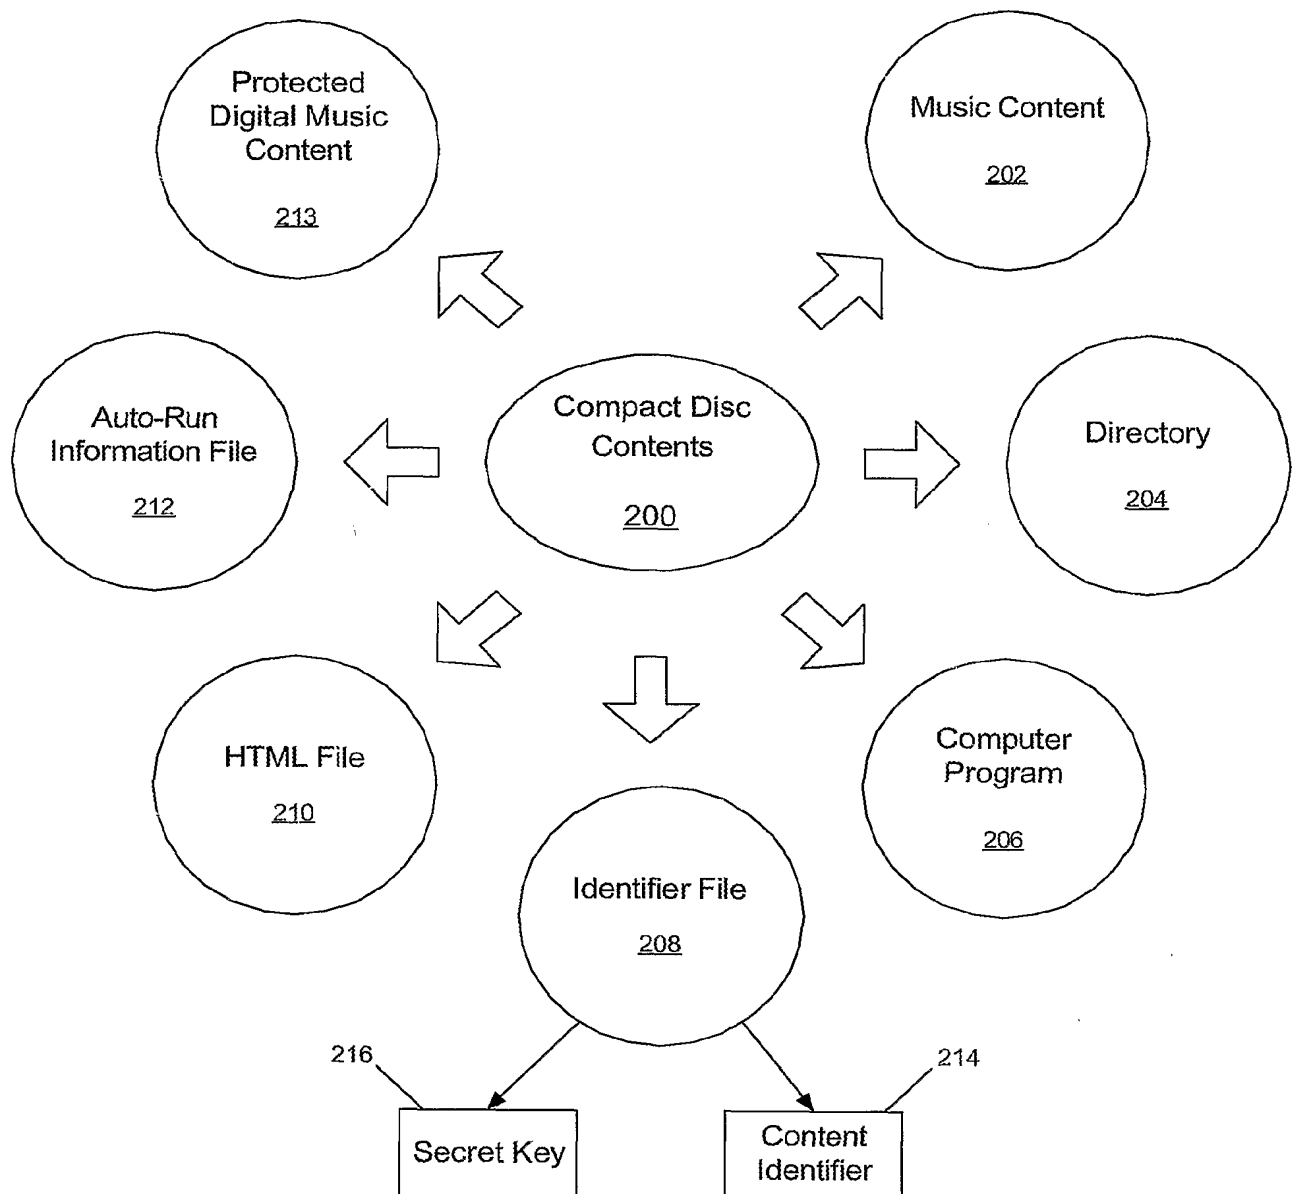 Protected
Digital Music
Content
213
Music Content
202
Auto-Run
Information File
212
Compact Disc
Contents
200
Directory
204
HTML File
210
Identifier File
208
Computer
Program
206
216
214
Secret Key
Content
Identifier